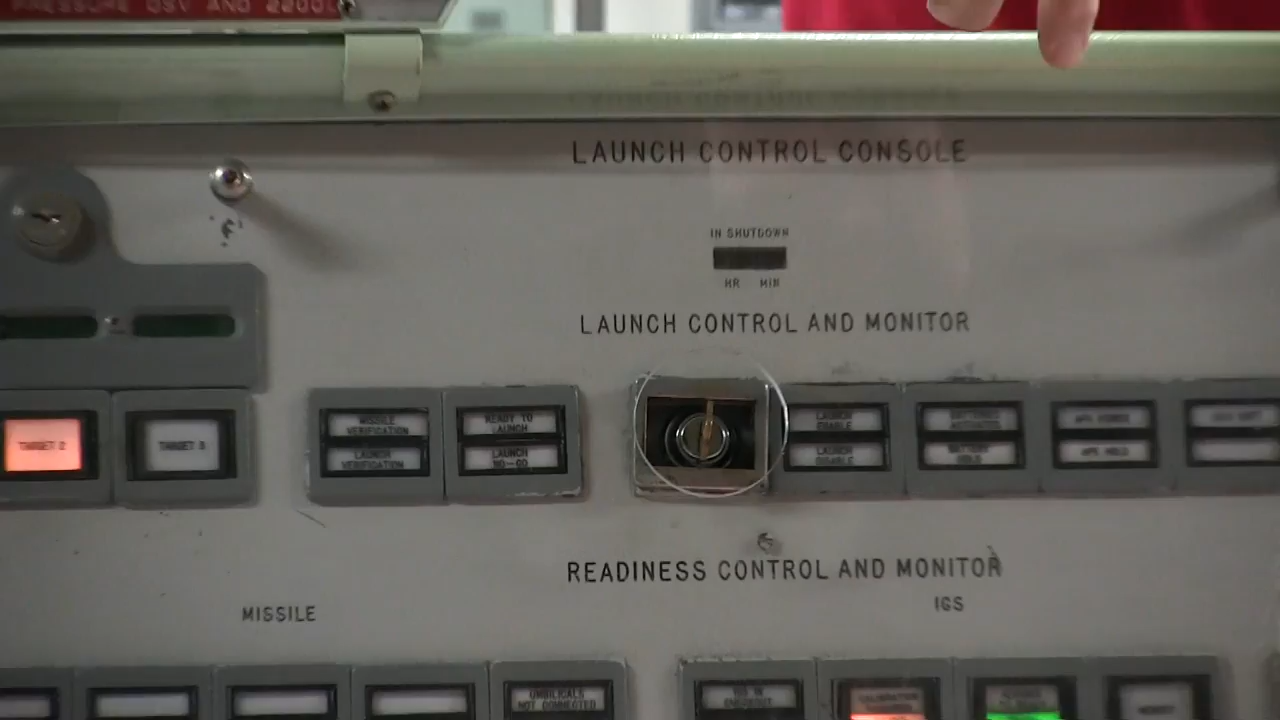 PRESSURE OSV AND 2200L
LAUNCH CONTROL CONSOLE
IN SHUTDOWN
HR MIN
LAUNCH CONTROL AND MONITOR
TARGET 2
TARGET 3
MISSILE
VERIFICATION
LAUNCH
VERIFICATION
READY TO
LAUNCH
LAUNCH
NO-GO
LAUNCH
ENABLE
LAUNCH
DISABLE
READINESS CONTROL AND MONITOR
MISSILE
IGS
UMBILICALS
NOT CONNECTED